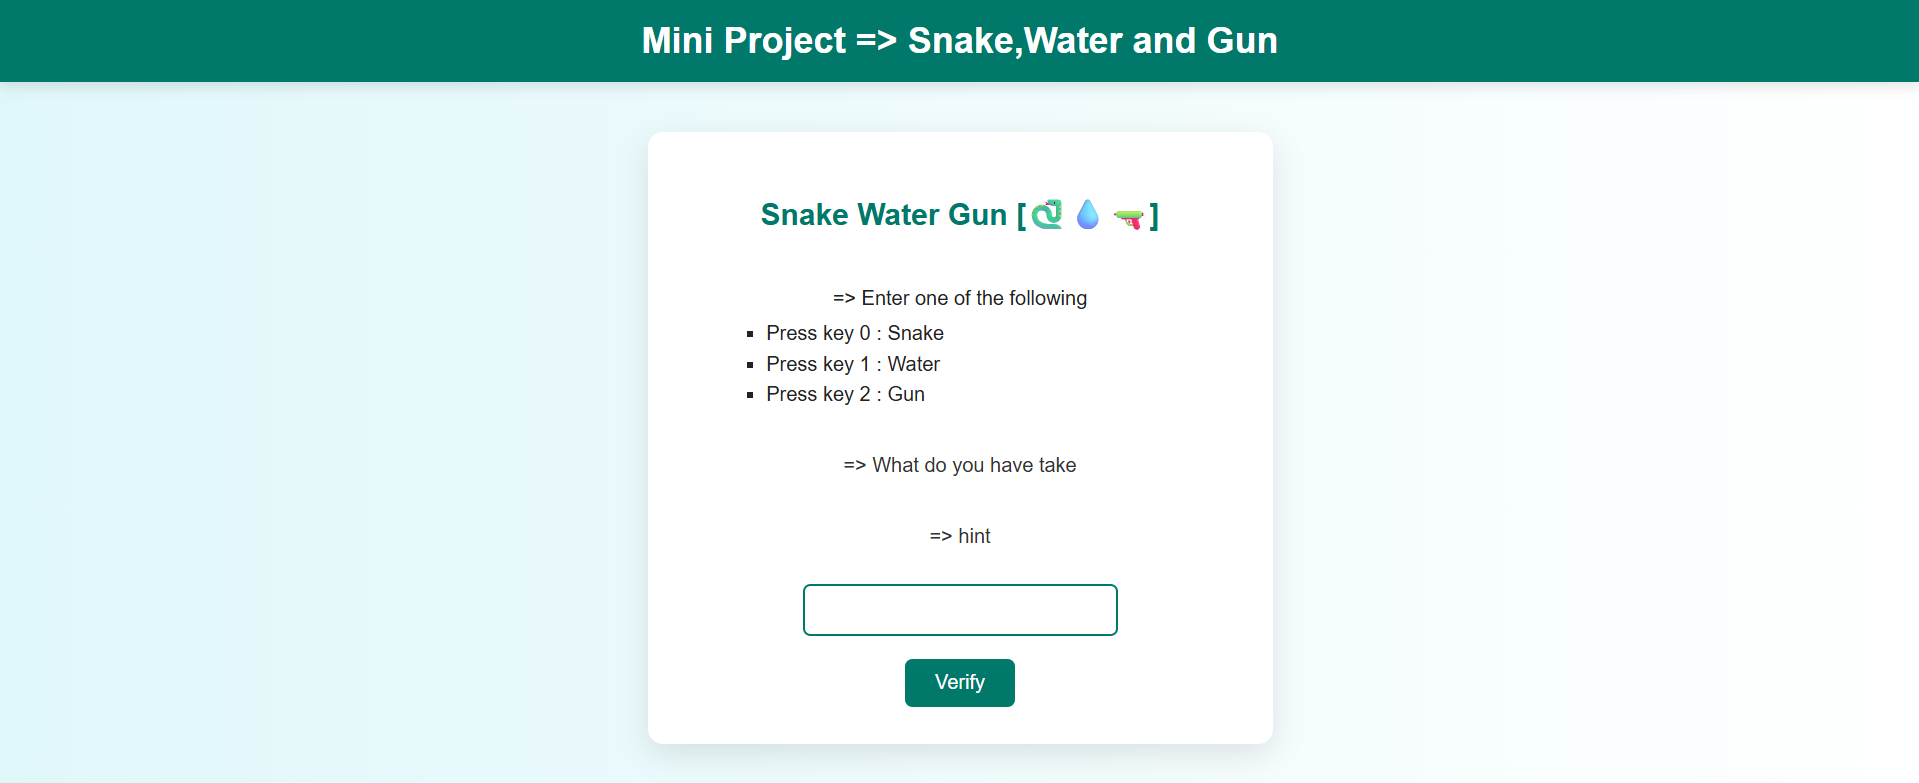 Mini Project => Snake,Water and Gun
Snake Water Gun [🐍 💧 🔫]
=> Enter one of the following
▪ Press key 0 : Snake
▪ Press key 1 : Water
▪ Press key 2 : Gun
=> What do you have take
=> hint
Verify